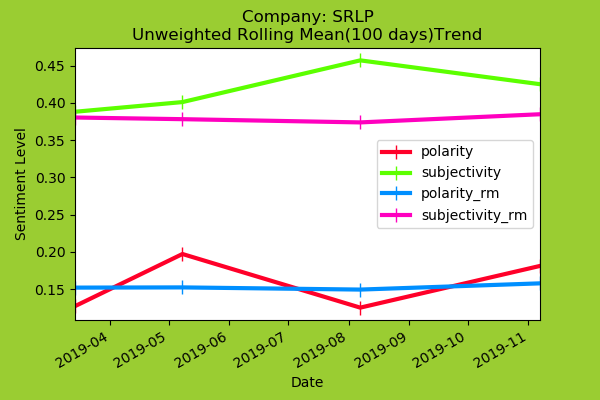 Company: SRLP
Unweighted Rolling Mean(100 days)Trend
Sentiment Level
0.45
0.40
0.35
0.30
0.25
0.20
0.15
polarity
subjectivity
polarity_rm
subjectivity_rm
2019-04
2019-05
2019-06
2019-07
2019-08
2019-09
2019-10
2019-11
Date